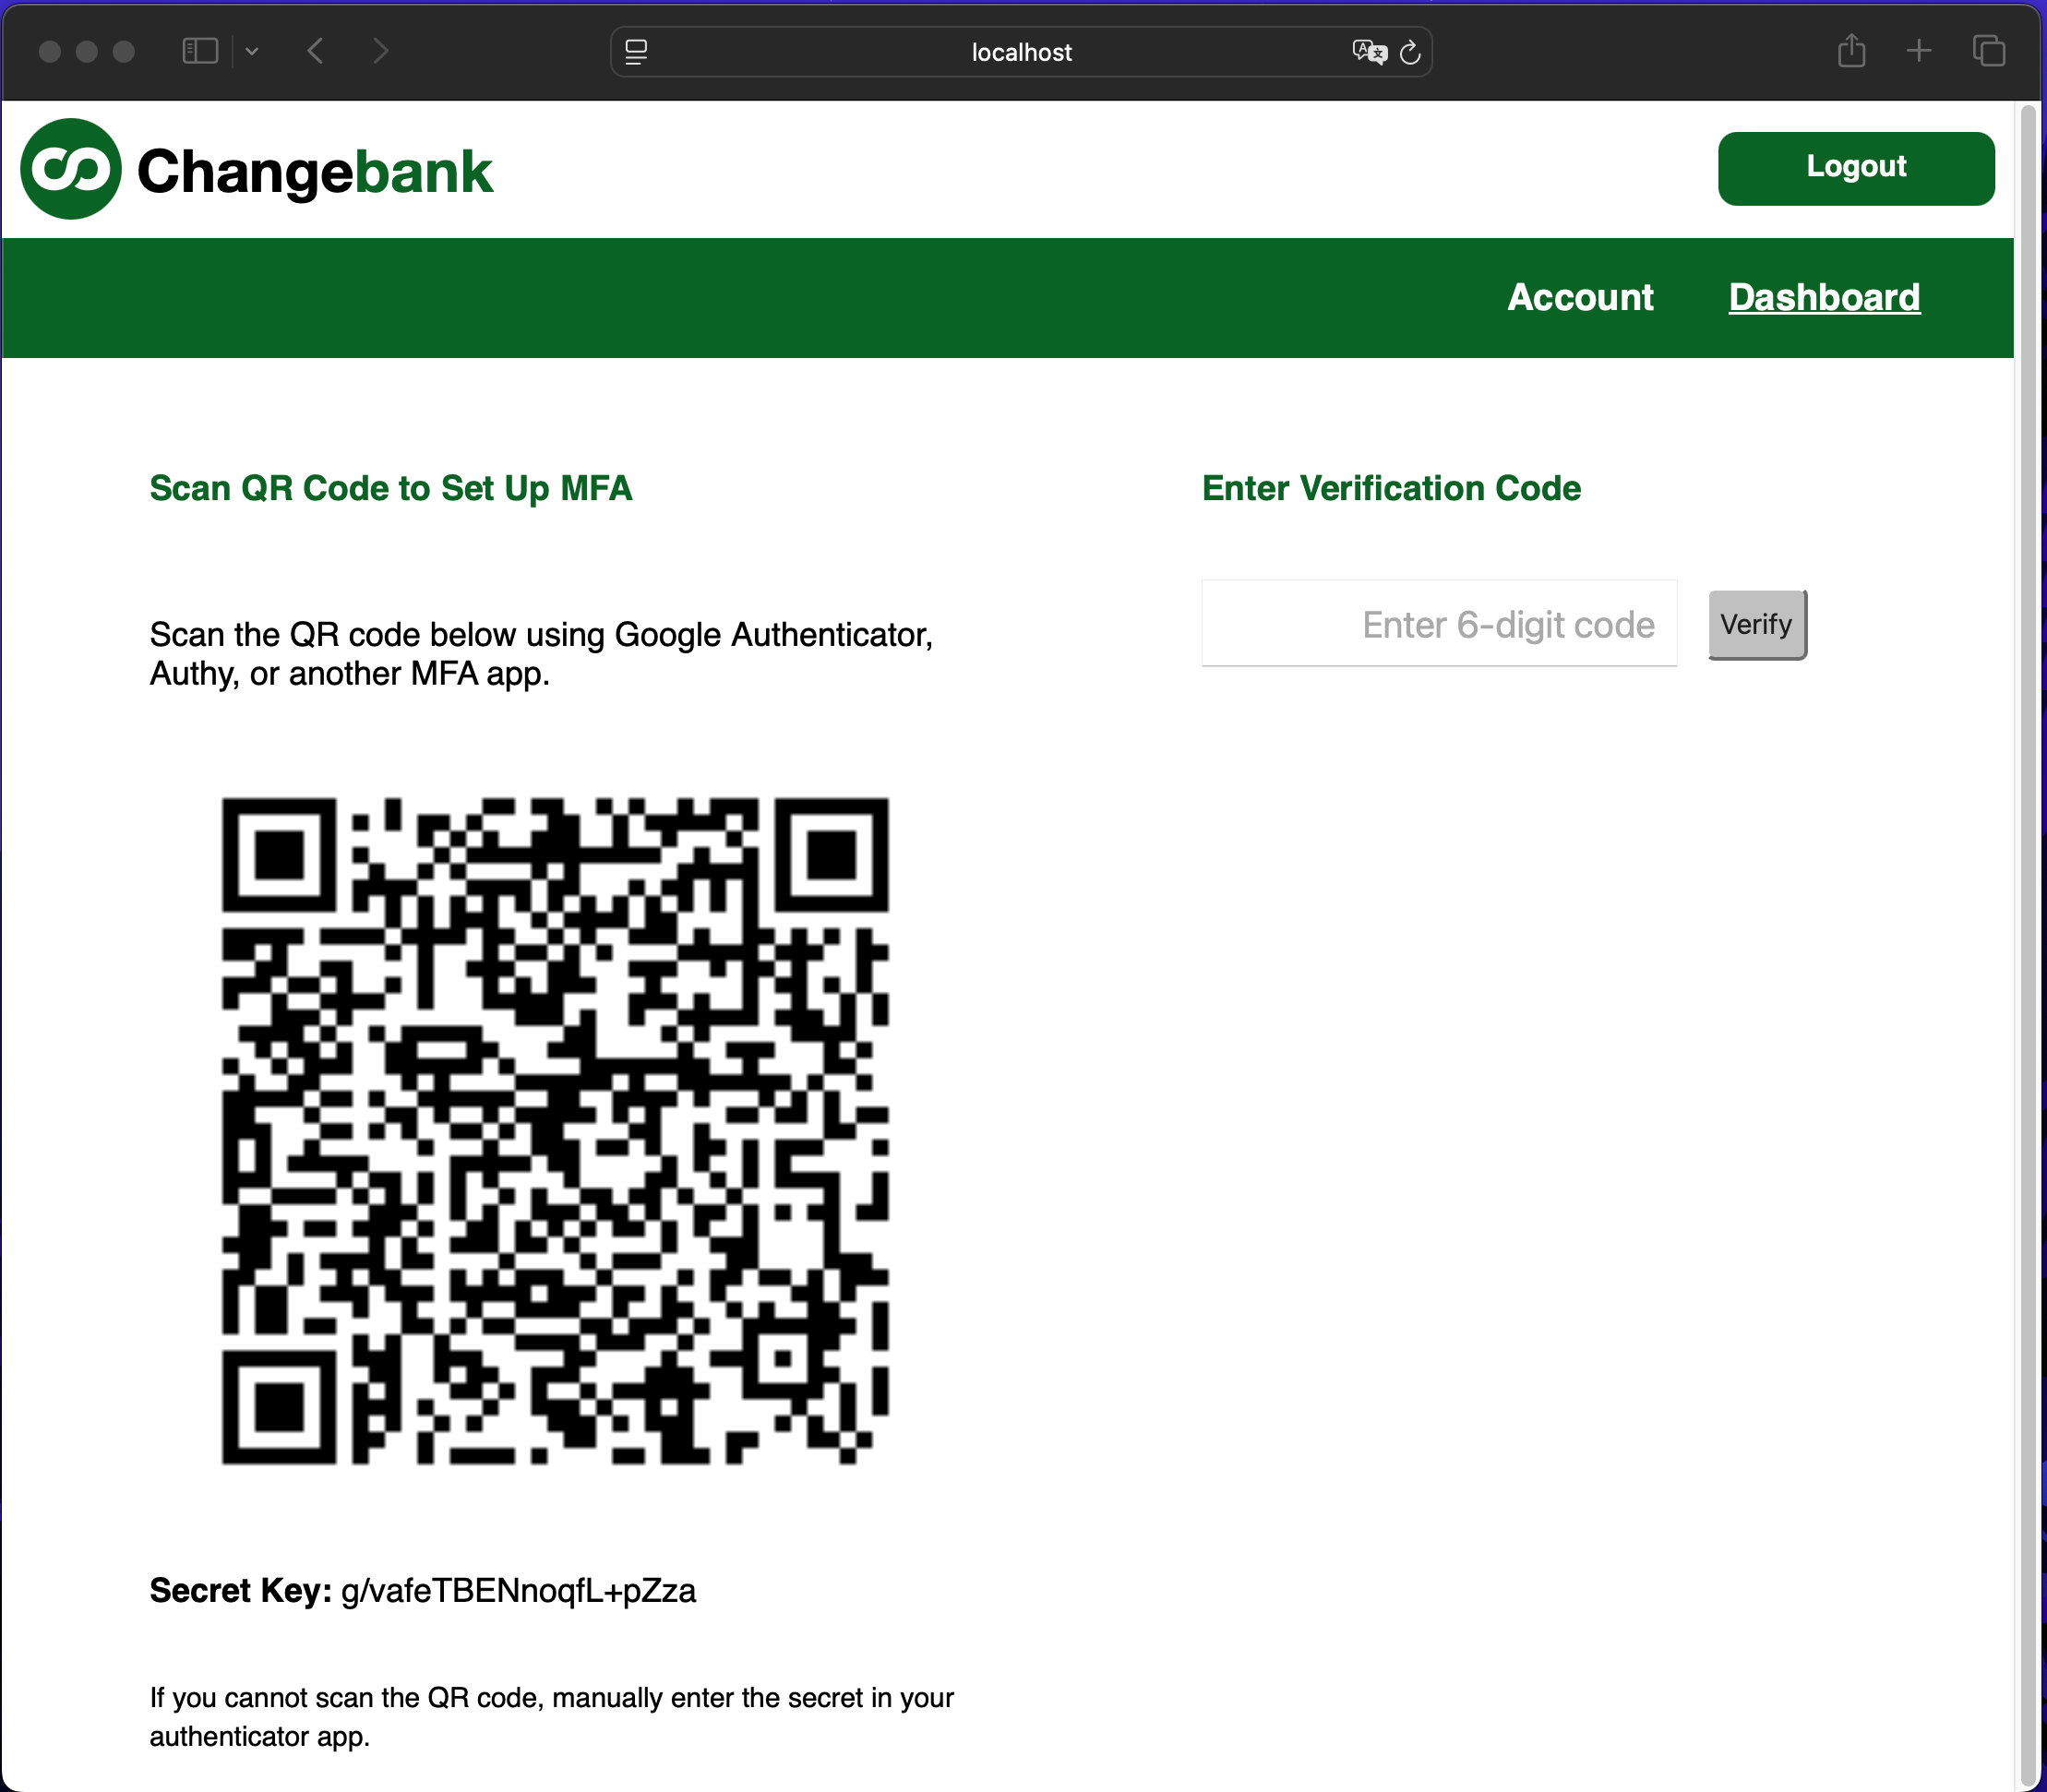 localhost
Changebank
Logout
Account
Dashboard
Scan QR Code to Set Up MFA
Scan the QR code below using Google Authenticator,
Authy, or another MFA app.
Secret Key: g/vafeTBENnoqfL+pZza
If you cannot scan the QR code, manually enter the secret in your
authenticator app.
Enter Verification Code
Enter 6-digit code
Verify